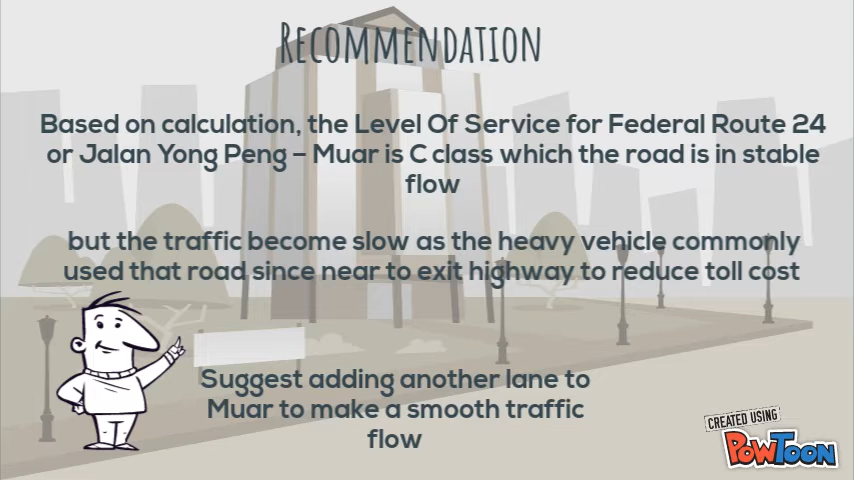 Recommendation
Based on calculation, the Level Of Service for Federal Route 24
or Jalan Yong Peng – Muar is C class which the road is in stable
flow
but the traffic become slow as the heavy vehicle commonly
used that road since near to exit highway to reduce toll cost
Suggest adding another lane to
Muar to make a smooth traffic
flow
CREATED USING
POWTOON